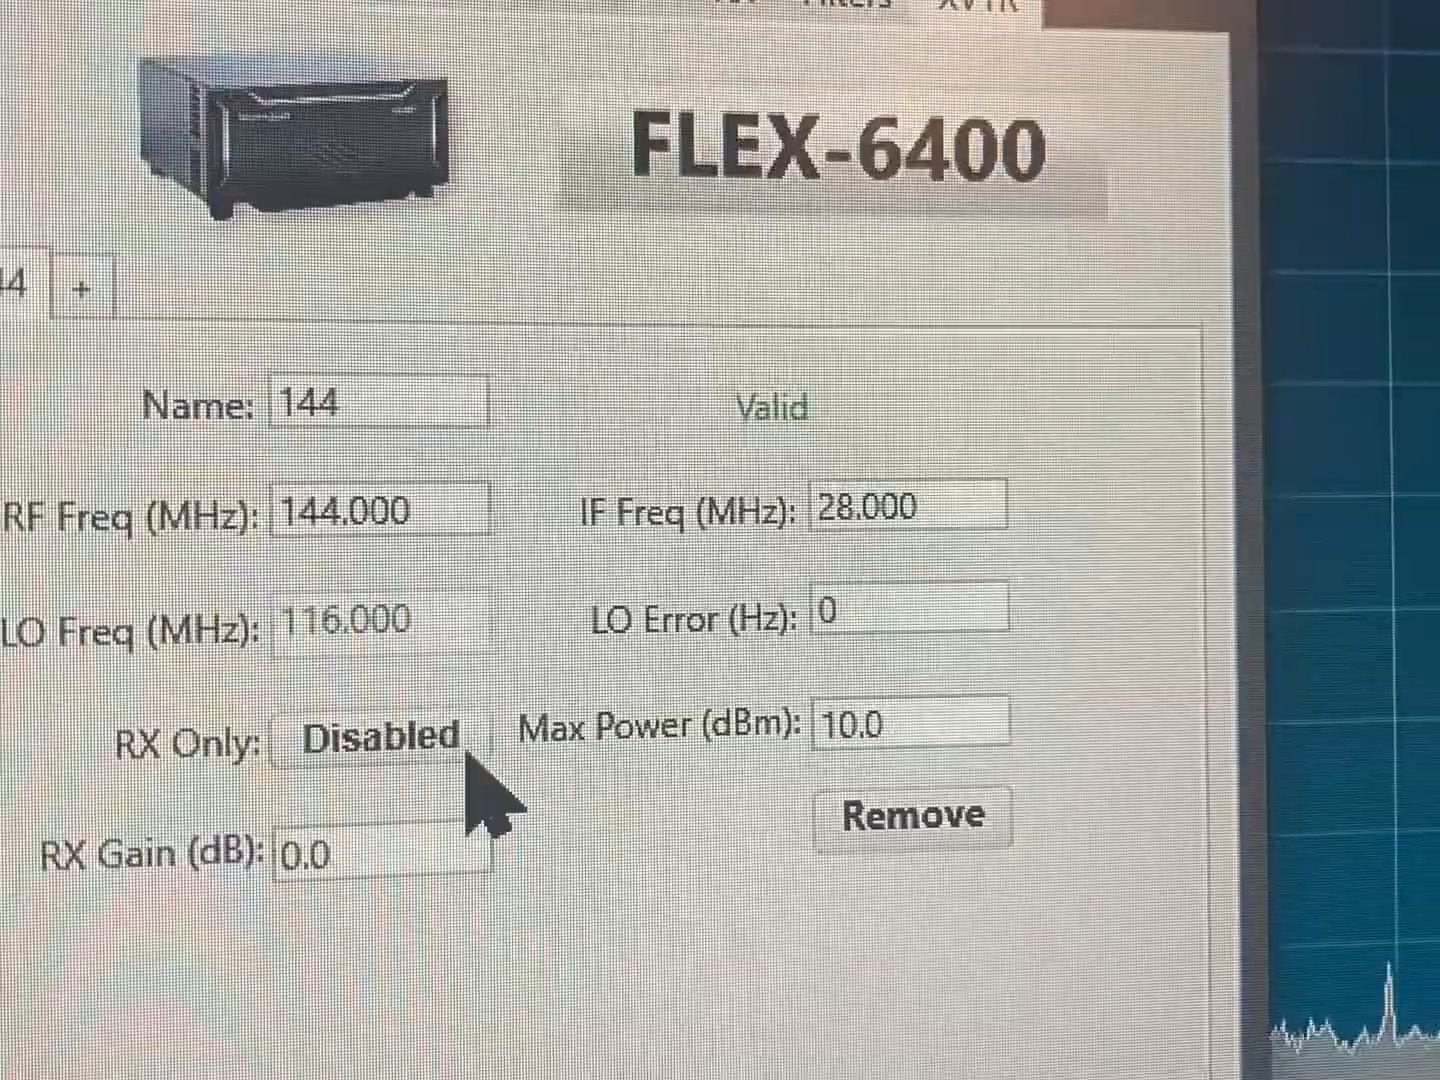 Filters XVTR
FLEX-6400
+
Name: 144 Valid
RF Freq (MHz): 144.000 IF Freq (MHz): 28.000
LO Freq (MHz): 116.000 LO Error (Hz): 0
RX Only: Disabled Max Power (dBm): 10.0
Remove
RX Gain (dB): 0.0